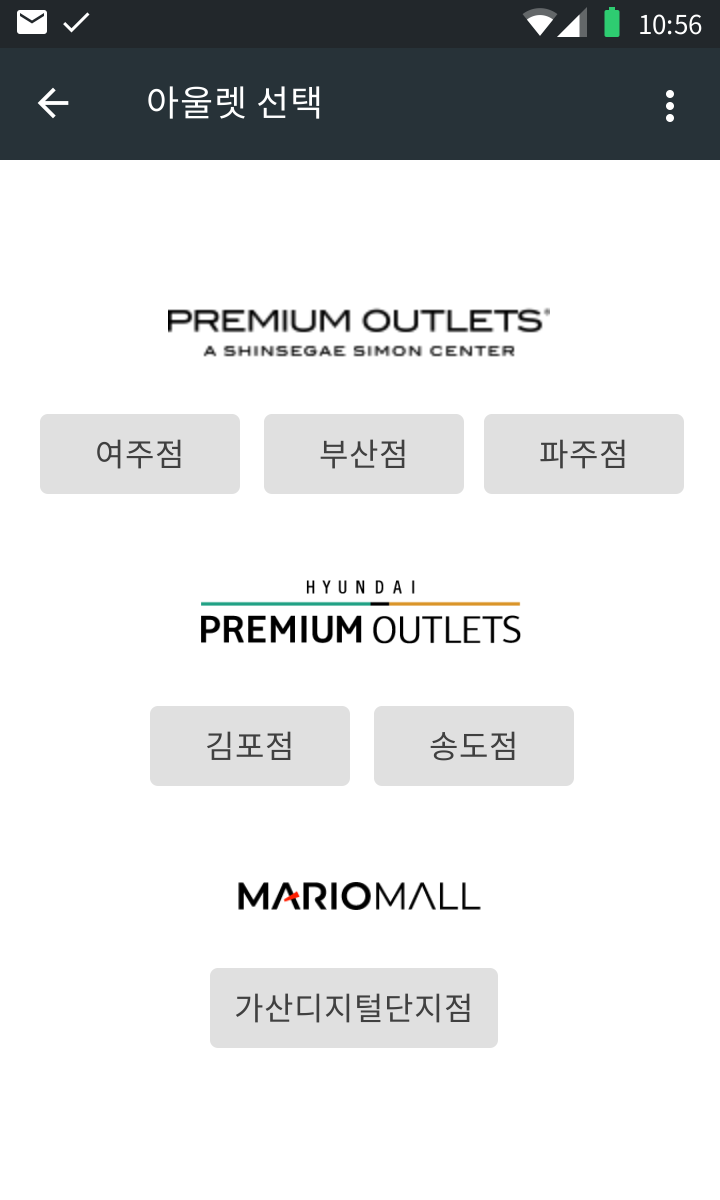 10:56
아울렛 선택
PREMIUM OUTLETS®
A SHINSEGAE SIMON CENTER
여주점 부산점 파주점
HYUNDAI
PREMIUM OUTLETS
김포점 송도점
MARIOMALL
가산디지털단지점